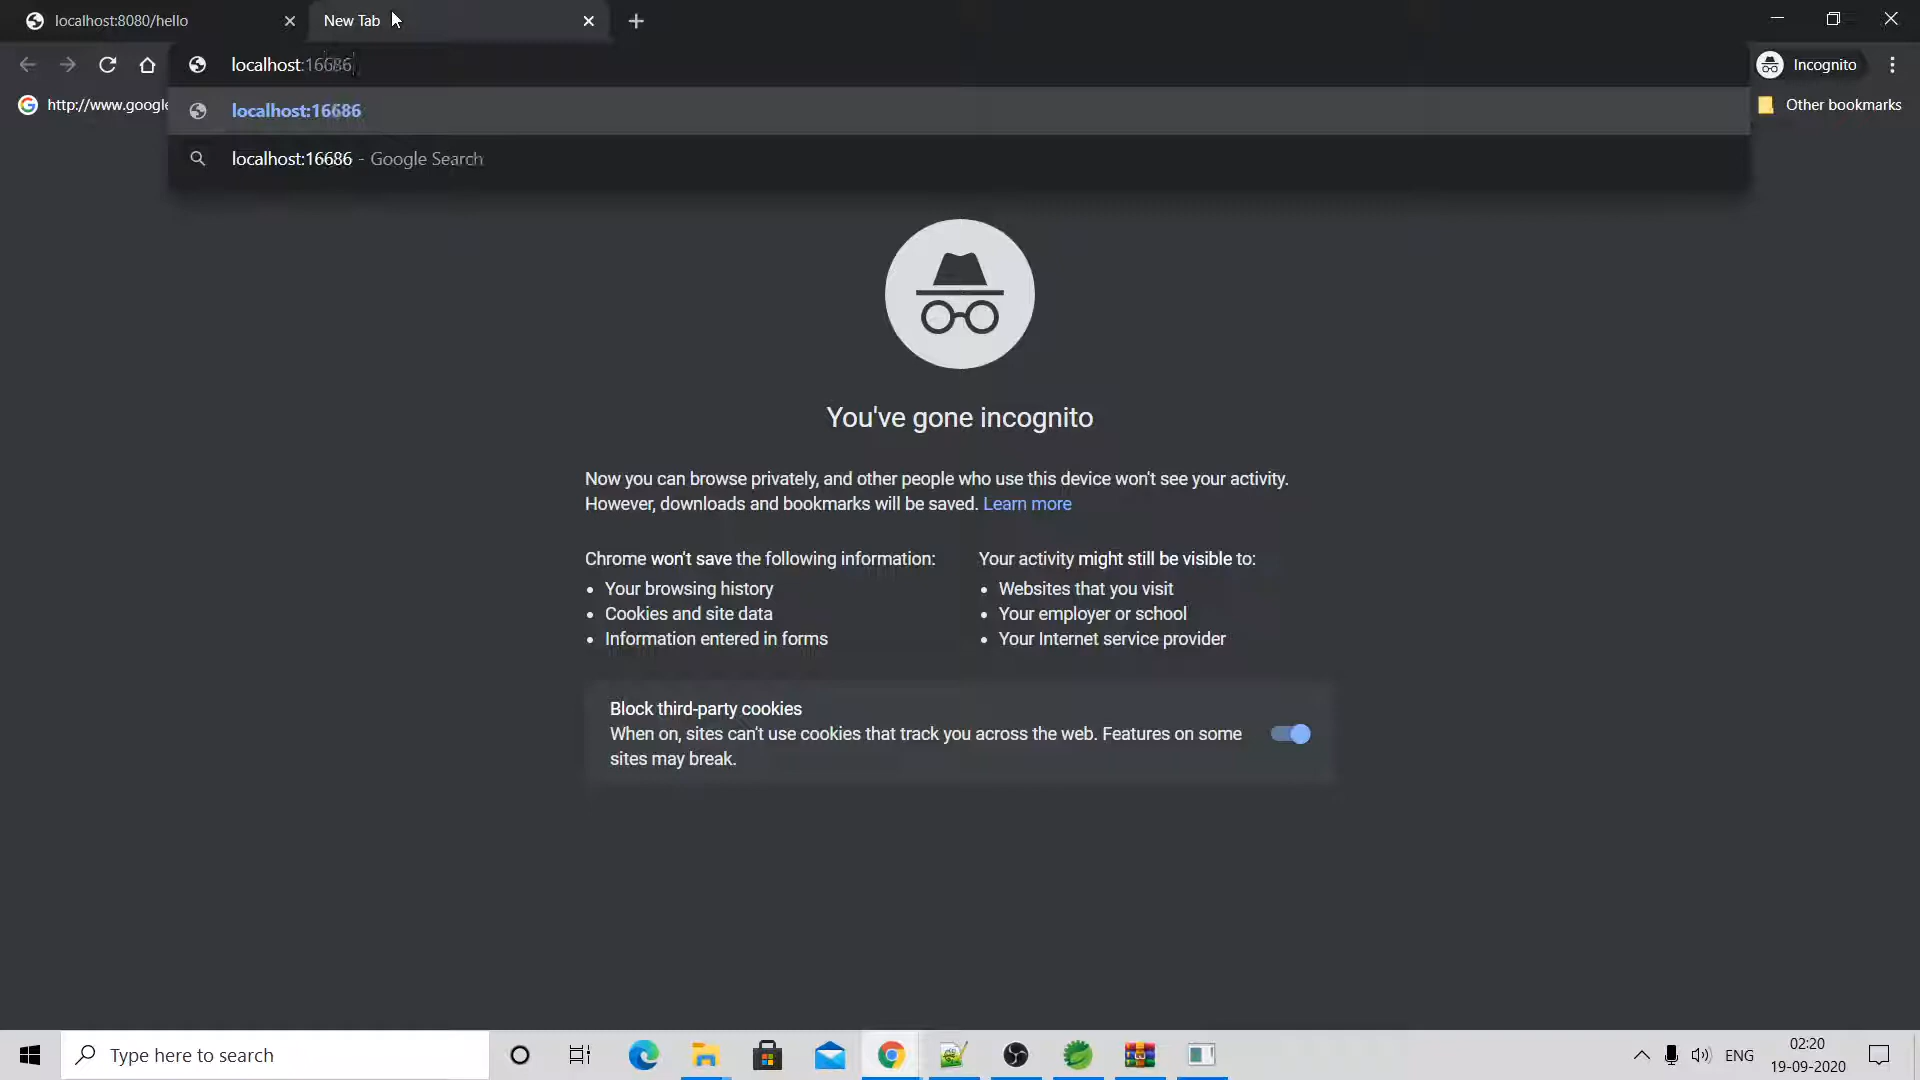 localhost:8080/hello
New Tab
localhost:16686
Incognito
http://www.google
localhost:16686
Other bookmarks
localhost:16686 - Google Search
You've gone incognito
Now you can browse privately, and other people who use this device won't see your activity.
However, downloads and bookmarks will be saved. Learn more
Chrome won't save the following information:
• Your browsing history
• Cookies and site data
• Information entered in forms
Your activity might still be visible to:
• Websites that you visit
• Your employer or school
• Your Internet service provider
Block third-party cookies
When on, sites can't use cookies that track you across the web. Features on some
sites may break.
Type here to search
ENG
02:20
19-09-2020